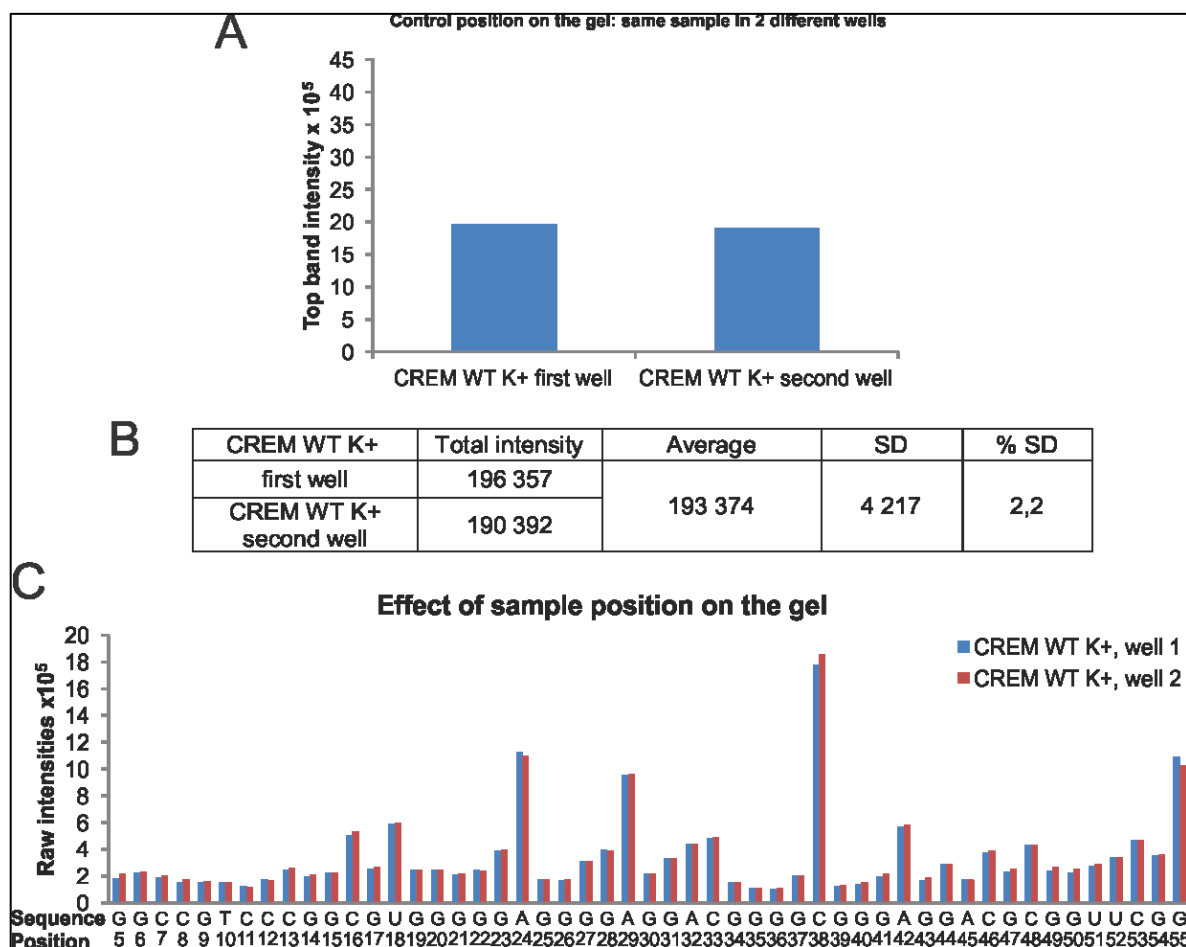 A
Control position on the gel: same sample in 2 different wells
Top band intensity x 10⁵
45
40
35
30
25
20
15
10
5
0
CREM WT K+ first well CREM WT K+ second well
B
CREM WT K+ Total intensity Average SD % SD
first well 196 357
193 374 4 217 2,2
CREM WT K+
second well
190 392
C
Effect of sample position on the gel
Raw intensities x10⁵
20
18
16
14
12
10
8
6
4
2
0
CREM WT K+, well 1
CREM WT K+, well 2
Sequence G G C C G T C C C G G C G U G G G G G A G G G G A G G A C G G G G C G G G A G G A C G C G G U U C G G
Position 5 6 7 8 9 10 11 12 13 14 15 16 17 18 19 20 21 22 23 24 25 26 27 28 29 30 31 32 33 34 35 36 37 38 39 40 41 42 43 44 45 46 47 48 49 50 51 52 53 54 55